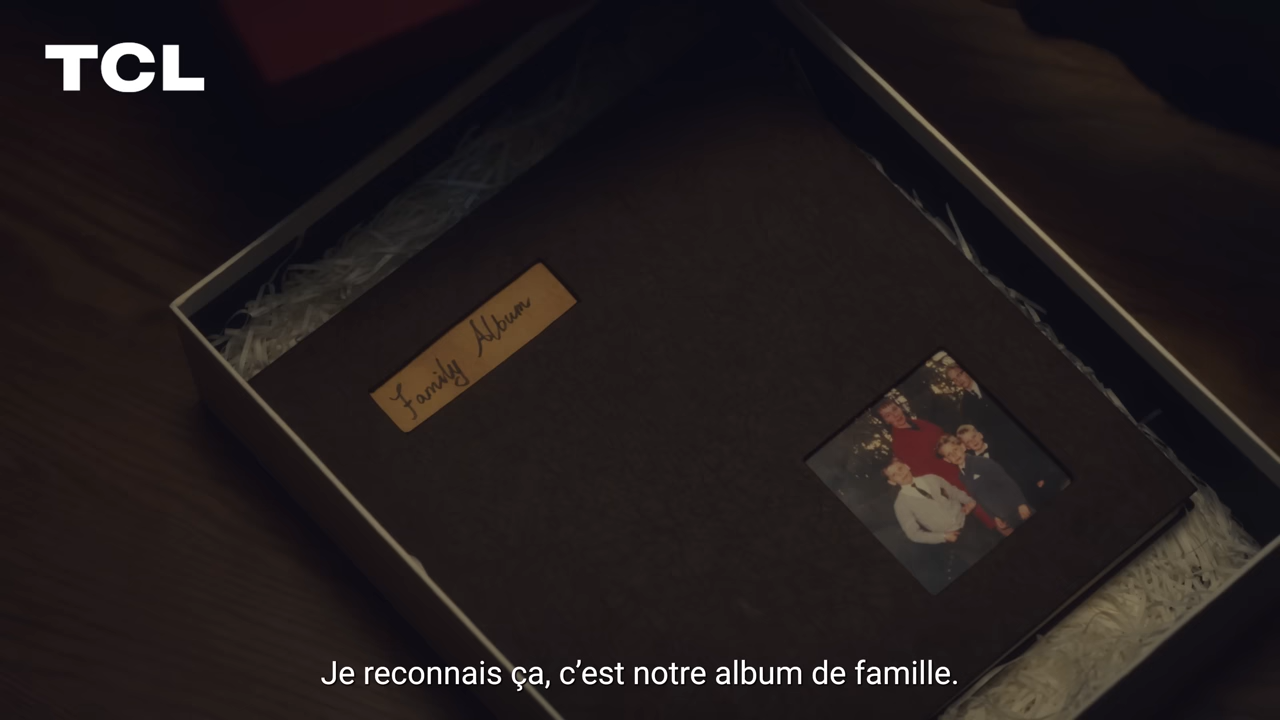 TCL
Family Album
Je reconnais ça, c’est notre album de famille.